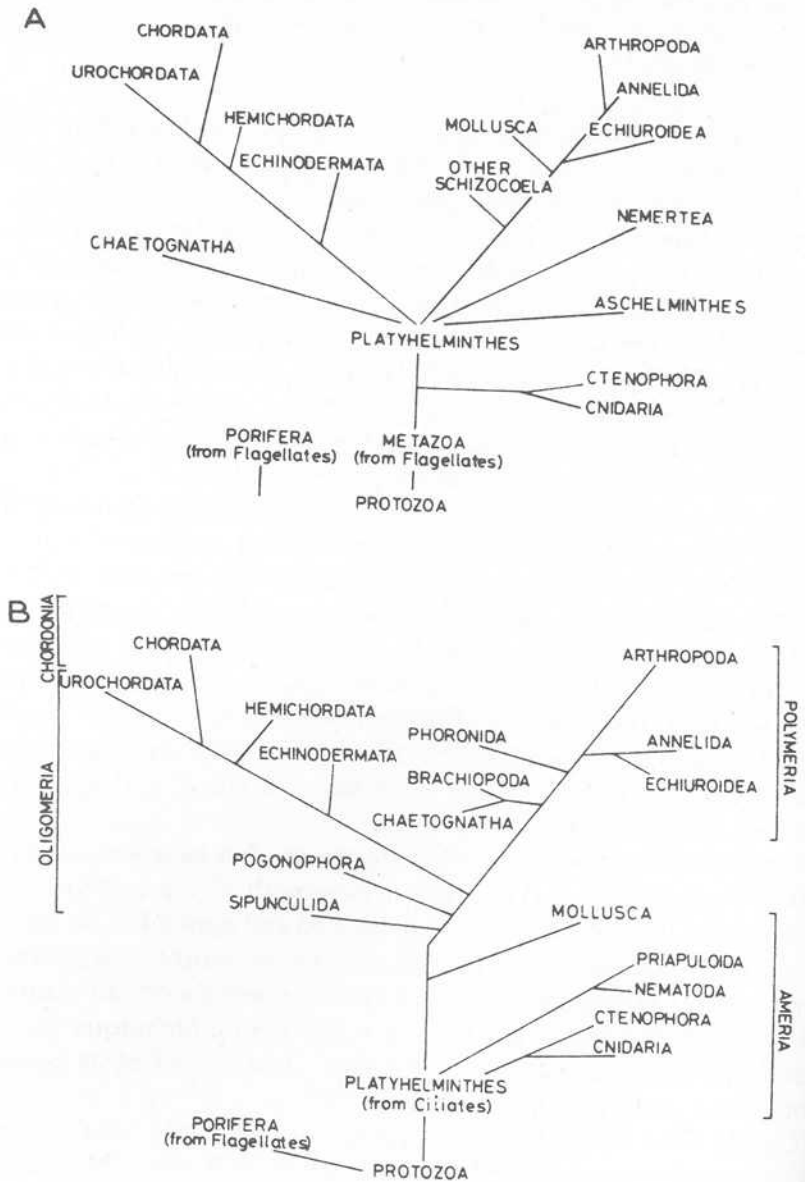 A
CHORDATA
UROCHORDATA
HEMICHORDATA
ECHINODERMATA
CHAETOGNATHA
ARTHROPODA
ANNELIDA
MOLLUSCA
ECHIUROIDEA
OTHER
SCHIZOCOELA
NEMERTEA
ASCHELMINTHES
PLATYHELMINTHES
CTENOPHORA
CNIDARIA
PORIFERA
(from Flagellates)
METAZOA
(from Flagellates)
PROTOZOA
B
CHORDONIA
OLIGOMERIA
CHORDATA
UROCHORDATA
HEMICHORDATA
ECHINODERMATA
POGONOPHORA
SIPUNCULIDA
ARTHROPODA
PHORONIDA
ANNELIDA
BRACHIOPODA
ECHIUROIDEA
CHAETOGNATHA
POLYMERIA
MOLLUSCA
PRIAPULOIDA
NEMATODA
CTENOPHORA
CNIDARIA
AMERIA
PLATYHELMINTHES
(from Ciliates)
PORIFERA
(from Flagellates)
PROTOZOA